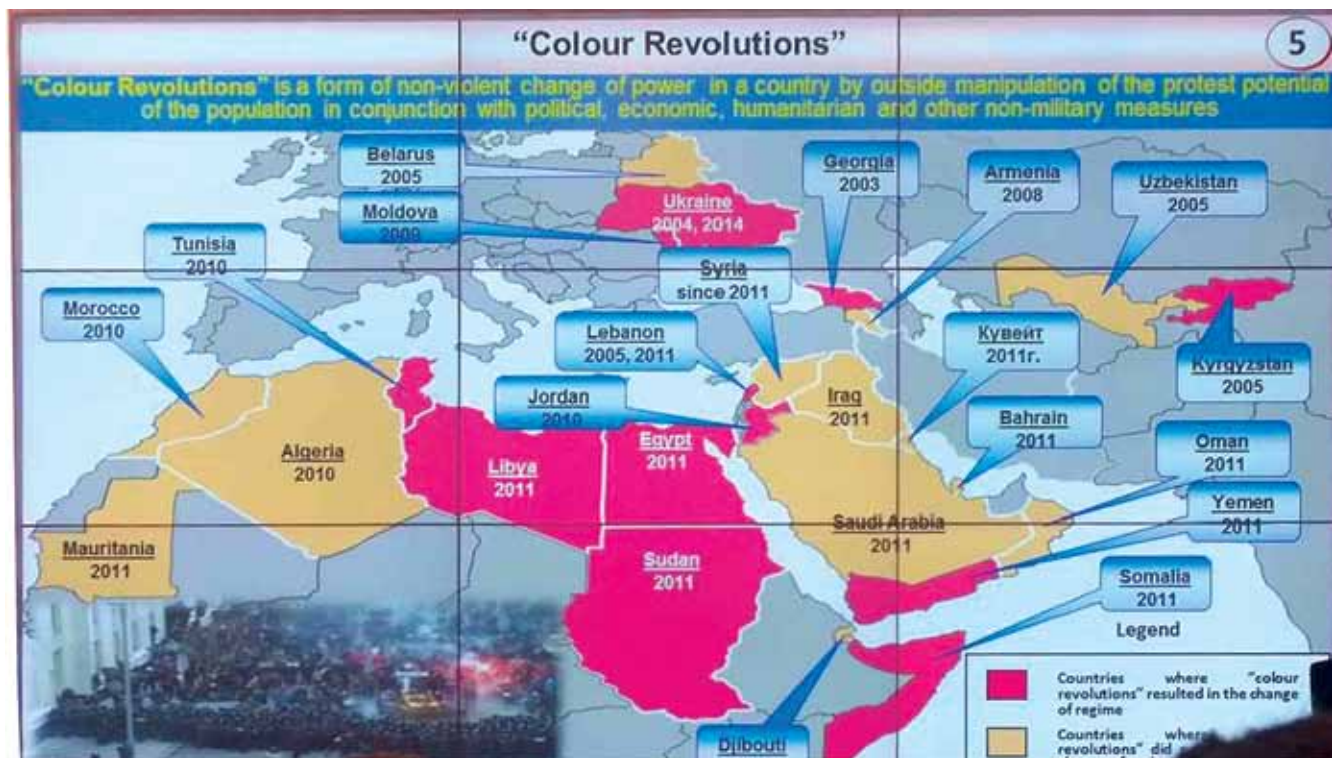 “Colour Revolutions”
5
“Colour Revolutions” is a form of non-violent change of power in a country by outside manipulation of the protest potential
of the population in conjunction with political, economic, humanitarian and other non-military measures
Belarus
2005
Georgia
2003
Armenia
2008
Uzbekistan
2005
Ukraine
2004, 2014
Moldova
2009
Tunisia
2010
Syria
since 2011
Morocco
2010
Lebanon
2005, 2011
Кувейт
2011г.
Kyrgyzstan
2005
Jordan
2010
Iraq
2011
Bahrain
2011
Algeria
2010
Libya
2011
Egypt
2011
Oman
2011
Yemen
2011
Saudi Arabia
2011
Mauritania
2011
Sudan
2011
Somalia
2011
Djibouti
Legend
Countries where “colour
revolutions” resulted in the change
of regime
Countries where
revolutions” did